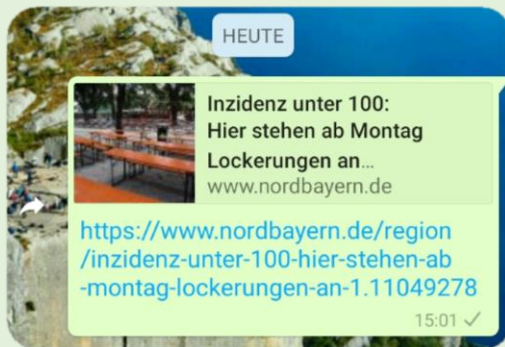 HEUTE
Inzidenz unter 100:
Hier stehen ab Montag
Lockerungen an...
www.nordbayern.de
https://www.nordbayern.de/region
/inzidenz-unter-100-hier-stehen-ab
-montag-lockerungen-an-1.11049278
15:01